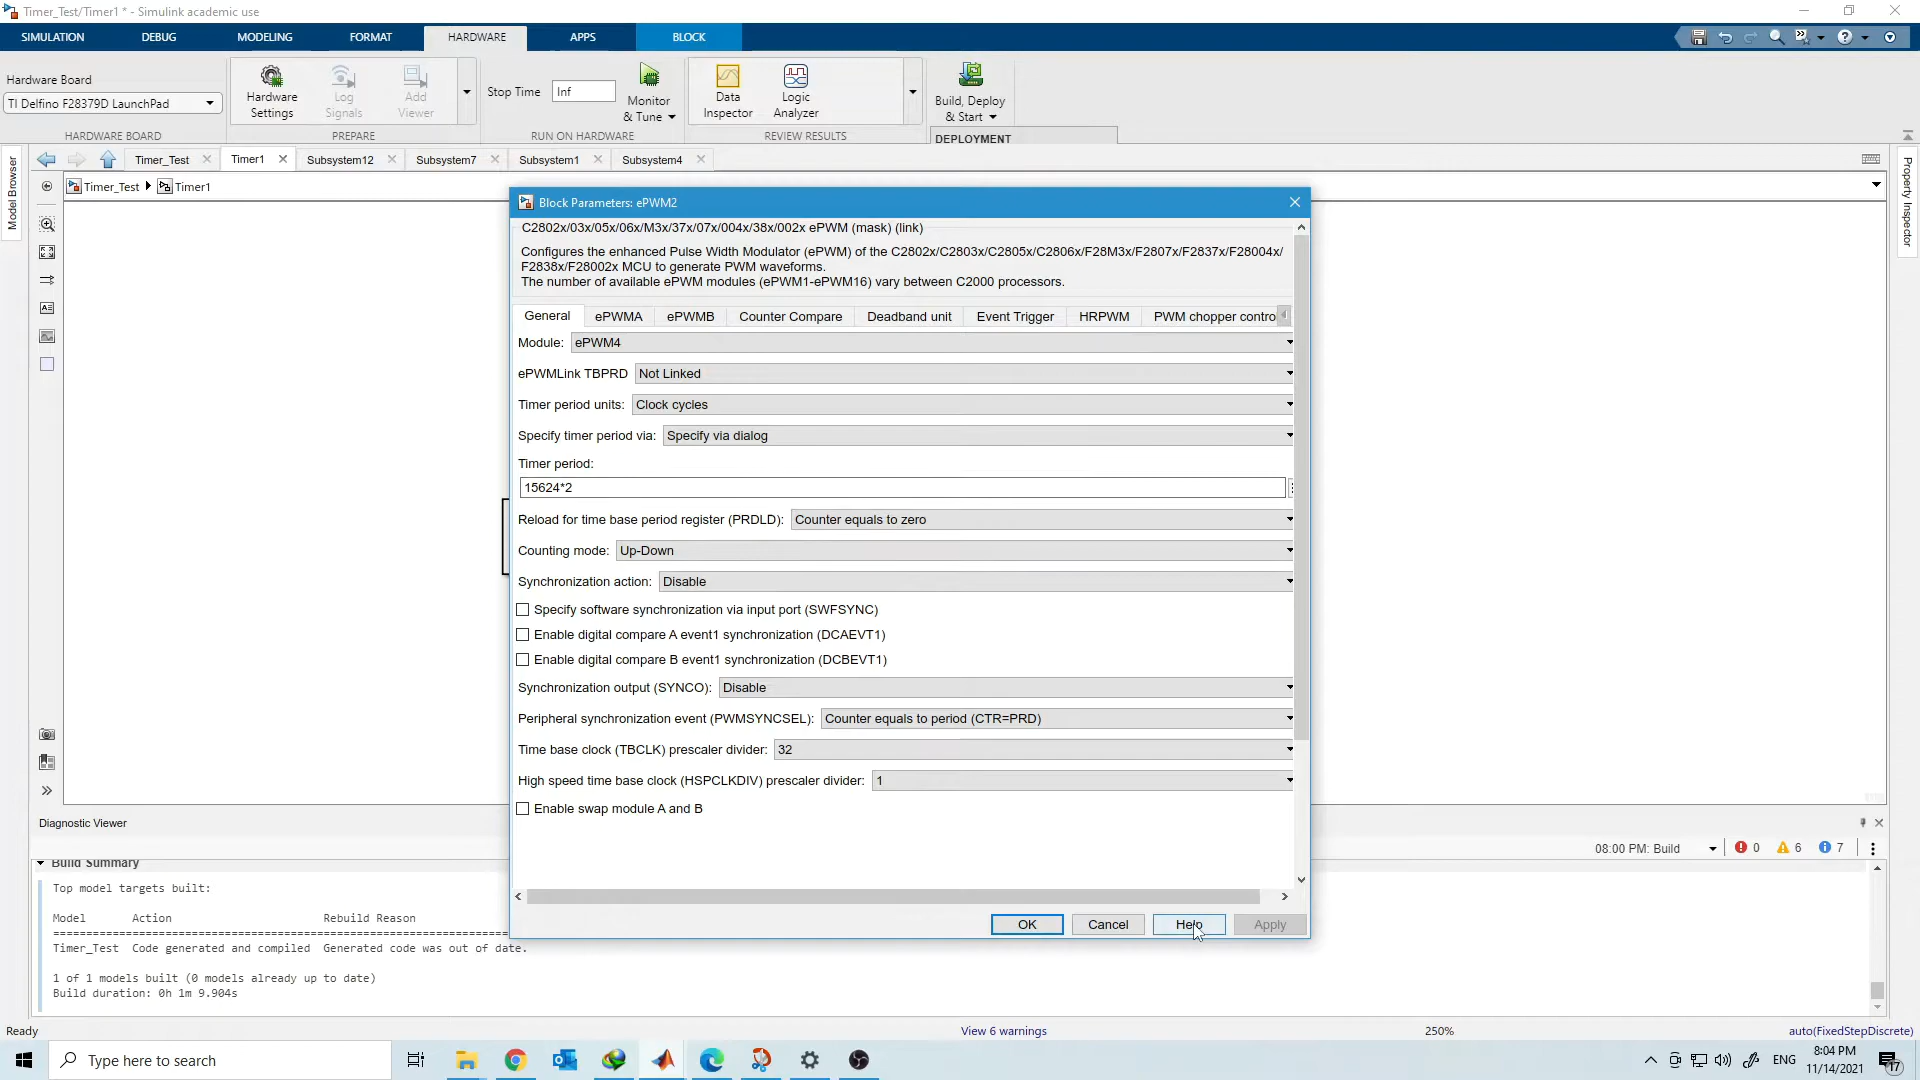 Timer_Test/Timer1 * - Simulink academic use
SIMULATION DEBUG MODELING FORMAT HARDWARE APPS BLOCK
Hardware Board
TI Delfino F28379D LaunchPad
Hardware Settings
Log Signals
Add Viewer
Stop Time Inf
Monitor & Tune
Data Inspector
Logic Analyzer
Build, Deploy & Start
HARDWARE BOARD PREPARE RUN ON HARDWARE REVIEW RESULTS DEPLOYMENT
Timer_Test Timer1 Subsystem12 Subsystem7 Subsystem1 Subsystem4
Timer_Test Timer1
Model Browser
Property Inspector
Block Parameters: ePWM2
C2802x/03x/05x/06x/M3x/37x/07x/004x/38x/002x ePWM (mask) (link)
Configures the enhanced Pulse Width Modulator (ePWM) of the C2802x/C2803x/C2805x/C2806x/F28M3x/F2807x/F2837x/F28004x/
F2838x/F28002x MCU to generate PWM waveforms.
The number of available ePWM modules (ePWM1-ePWM16) vary between C2000 processors.
General ePWMA ePWMB Counter Compare Deadband unit Event Trigger HRPWM PWM chopper contro
Module: ePWM4
ePWMLink TBPRD Not Linked
Timer period units: Clock cycles
Specify timer period via: Specify via dialog
Timer period:
15624*2
Reload for time base period register (PRDLD): Counter equals to zero
Counting mode: Up-Down
Synchronization action: Disable
Specify software synchronization via input port (SWFSYNC)
Enable digital compare A event1 synchronization (DCAEVT1)
Enable digital compare B event1 synchronization (DCBEVT1)
Synchronization output (SYNCO): Disable
Peripheral synchronization event (PWMSYNCSEL): Counter equals to period (CTR=PRD)
Time base clock (TBCLK) prescaler divider: 32
High speed time base clock (HSPCLKDIV) prescaler divider: 1
Enable swap module A and B
OK Cancel Help Apply
Diagnostic Viewer
08:00 PM: Build 0 6 7
Build Summary
Top model targets built:
Model Action Rebuild Reason
================================================
Timer_Test Code generated and compiled Generated code was out of date.
1 of 1 models built (0 models already up to date)
Build duration: 0h 1m 9.904s
Ready View 6 warnings 250% auto(FixedStepDiscrete)
Type here to search
ENG
8:04 PM
11/14/2021
17